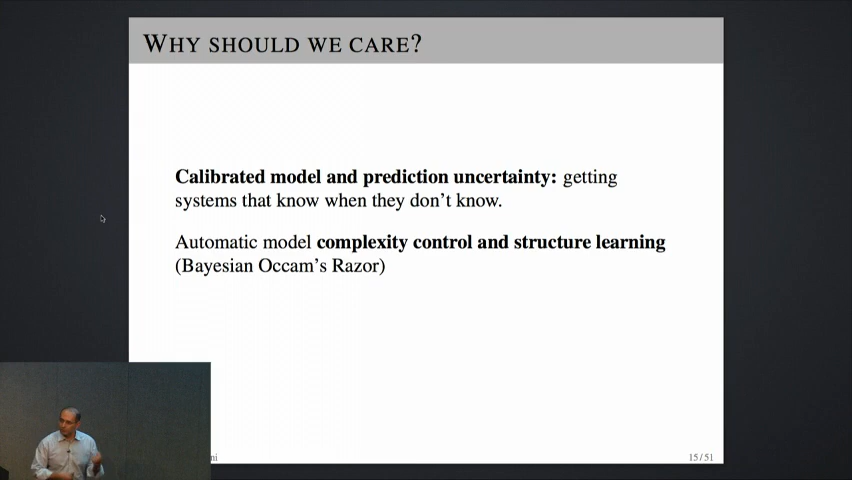 WHY SHOULD WE CARE?
Calibrated model and prediction uncertainty: getting
systems that know when they don't know.
Automatic model complexity control and structure learning
(Bayesian Occam's Razor)
ni
15 / 51